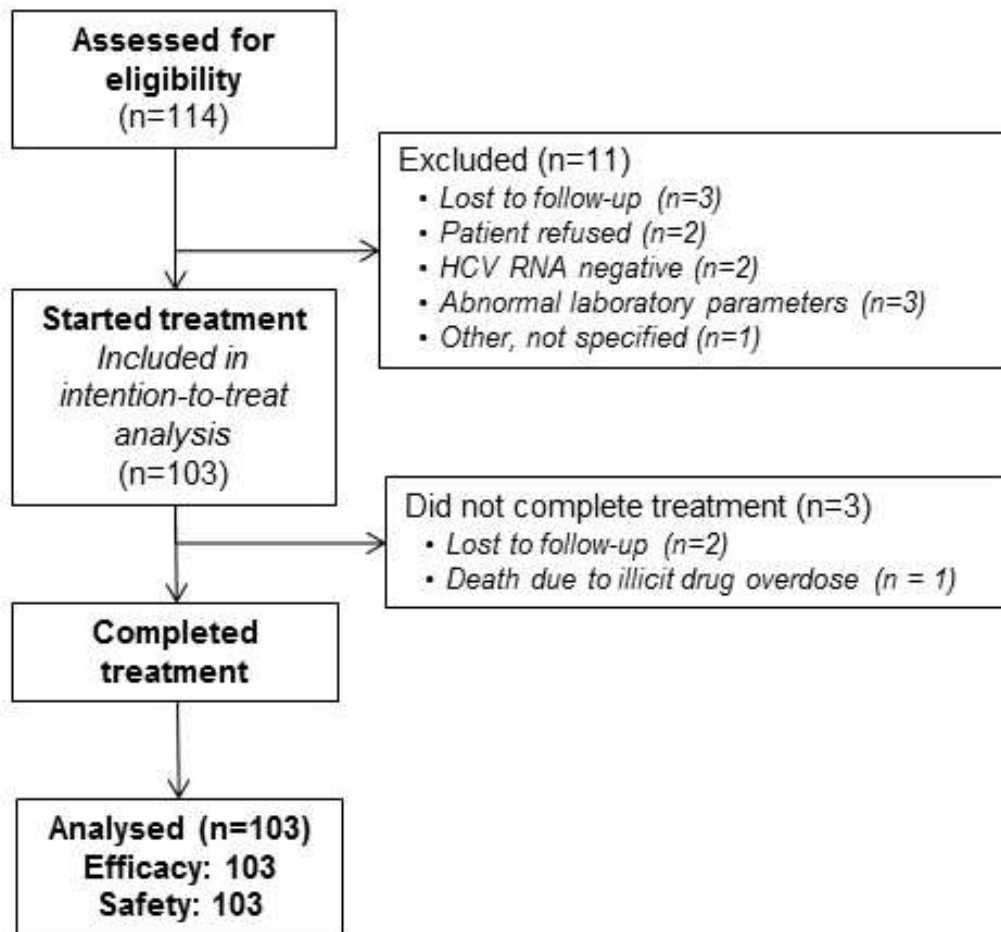 Assessed for
eligibility
(n=114)
Excluded (n=11)
• Lost to follow-up (n=3)
• Patient refused (n=2)
• HCV RNA negative (n=2)
• Abnormal laboratory parameters (n=3)
• Other, not specified (n=1)
Started treatment
Included in
intention-to-treat
analysis
(n=103)
Did not complete treatment (n=3)
• Lost to follow-up (n=2)
• Death due to illicit drug overdose (n = 1)
Completed
treatment
Analysed (n=103)
Efficacy: 103
Safety: 103